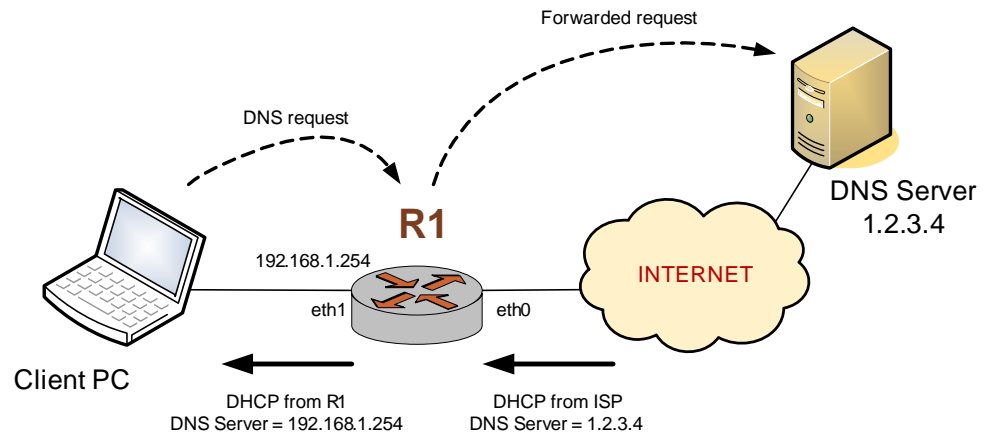 Forwarded request
DNS request
R1
DNS Server
1.2.3.4
192.168.1.254
INTERNET
eth1
eth0
Client PC
DHCP from R1
DNS Server = 192.168.1.254
DHCP from ISP
DNS Server = 1.2.3.4